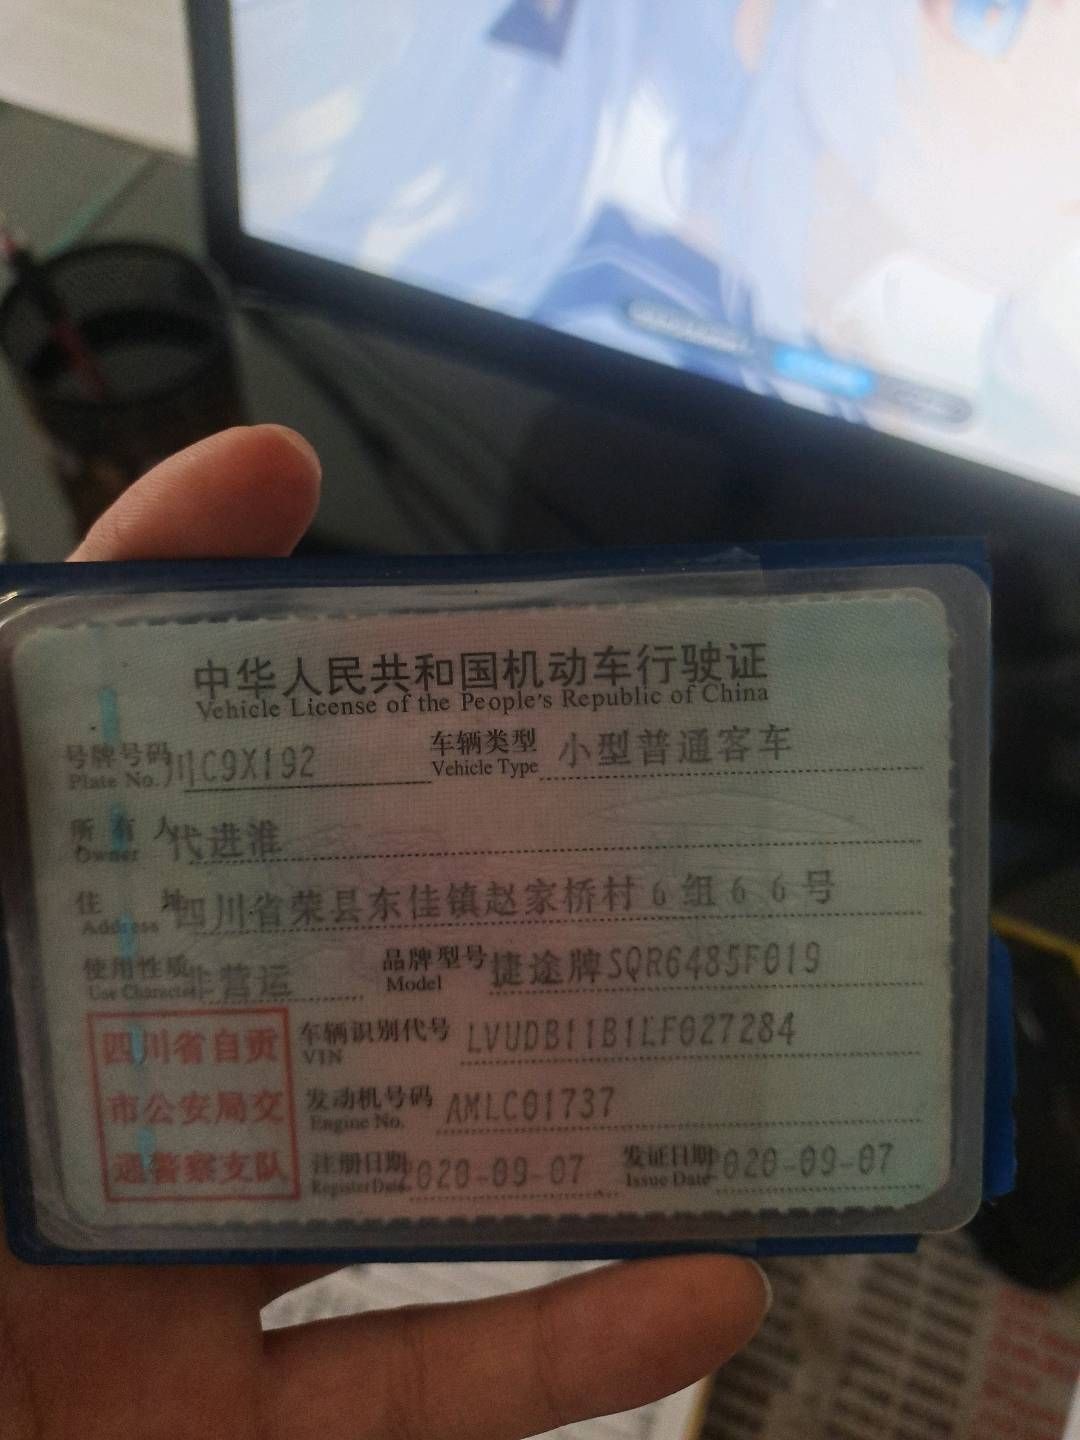 中华人民共和国机动车行驶证
Vehicle License of the People's Republic of China
号牌号码 川C9X192 车辆类型 小型普通客车
Plate No. Vehicle Type
所有人 代进淮
Owner
住址 四川省荣县东佳镇赵家桥村6组66号
Address
使用性质 非营运 品牌型号 捷途牌SQR6485F019
Use Character Model
四川省自贡
市公安局交
通警察支队
车辆识别代号 LVUDB11B1LF027284
VIN
发动机号码 AMLC01737
Engine No.
注册日期 2020-09-07 发证日期 2020-09-07
Register Date Issue Date